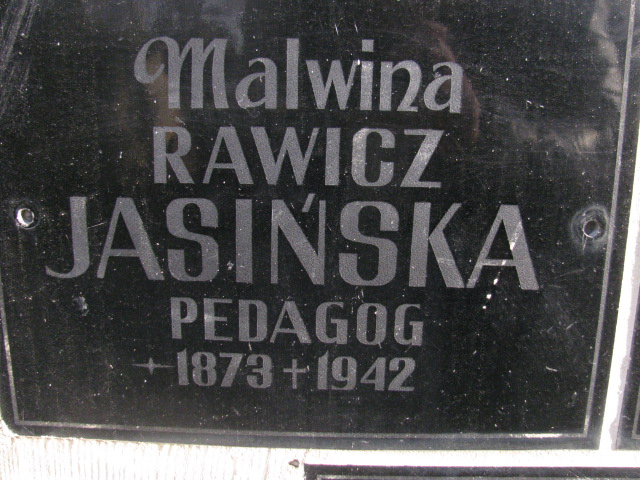 Malwina
RAWICZ
JASIŃSKA
PEDAGOG
+1873 +1942